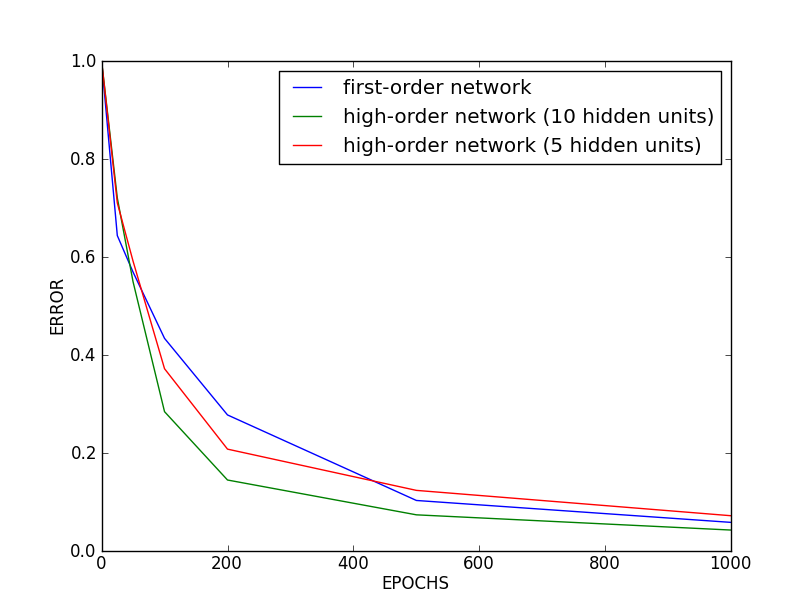 first-order network
high-order network (10 hidden units)
high-order network (5 hidden units)
ERROR
1.0
0.8
0.6
0.4
0.2
0.0
0 200 400 600 800 1000
EPOCHS